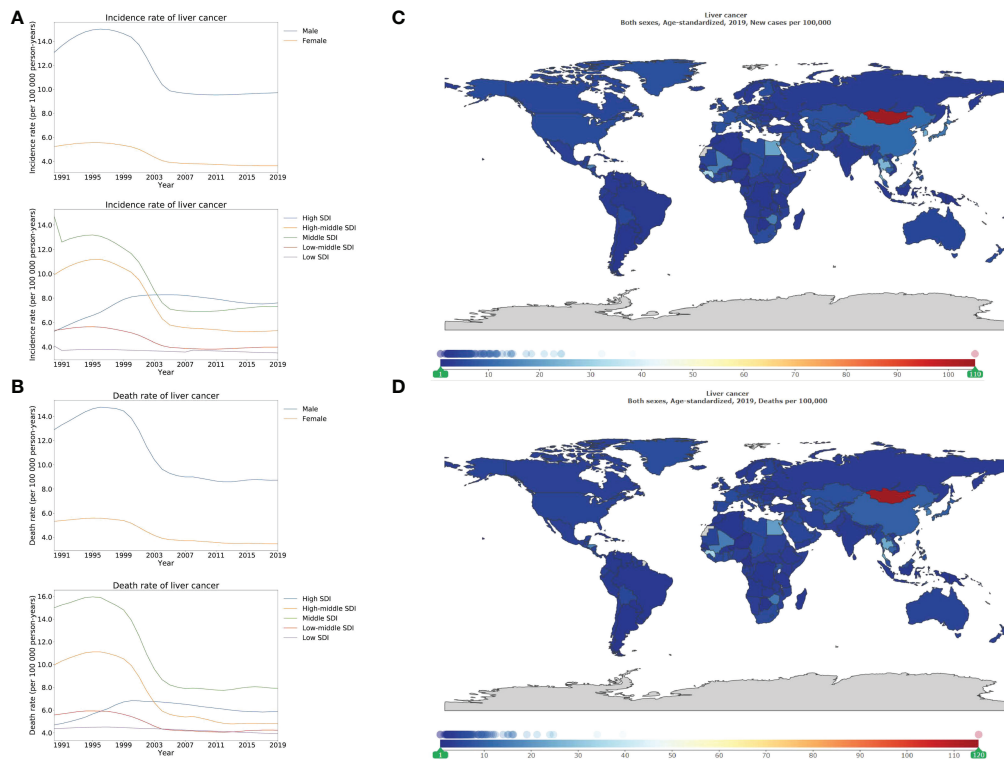 A
Incidence rate of liver cancer
Incidence rate (per 100 000 person-years)
14.0
12.0
10.0
8.0
6.0
4.0
1991 1995 1999 2003 2007 2011 2015 2019
Year
Male
Female
Incidence rate of liver cancer
Incidence rate (per 100 000 person-years)
14.0
12.0
10.0
8.0
6.0
4.0
1991 1995 1999 2003 2007 2011 2015 2019
Year
High SDI
High-middle SDI
Middle SDI
Low-middle SDI
Low SDI
B
Death rate of liver cancer
Death rate (per 100 000 person-years)
14.0
12.0
10.0
8.0
6.0
4.0
1991 1995 1999 2003 2007 2011 2015 2019
Year
Male
Female
Death rate of liver cancer
Death rate (per 100 000 person-years)
16.0
14.0
12.0
10.0
8.0
6.0
4.0
1991 1995 1999 2003 2007 2011 2015 2019
Year
High SDI
High-middle SDI
Middle SDI
Low-middle SDI
Low SDI
C
Liver cancer
Both sexes, Age-standardized, 2019, New cases per 100,000
1 10 20 30 40 50 60 70 80 90 100 110
D
Liver cancer
Both sexes, Age-standardized, 2019, Deaths per 100,000
1 10 20 30 40 50 60 70 80 90 100 110 120